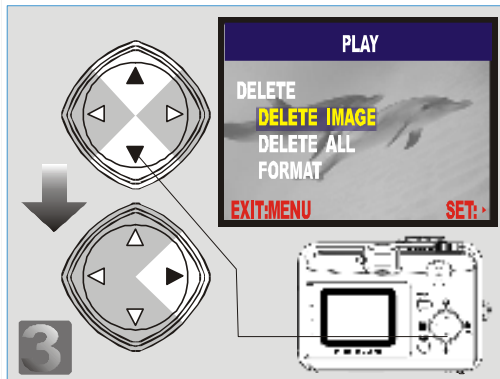 PLAY
DELETE
DELETE IMAGE
DELETE ALL
FORMAT
EXIT:MENU SET:
3